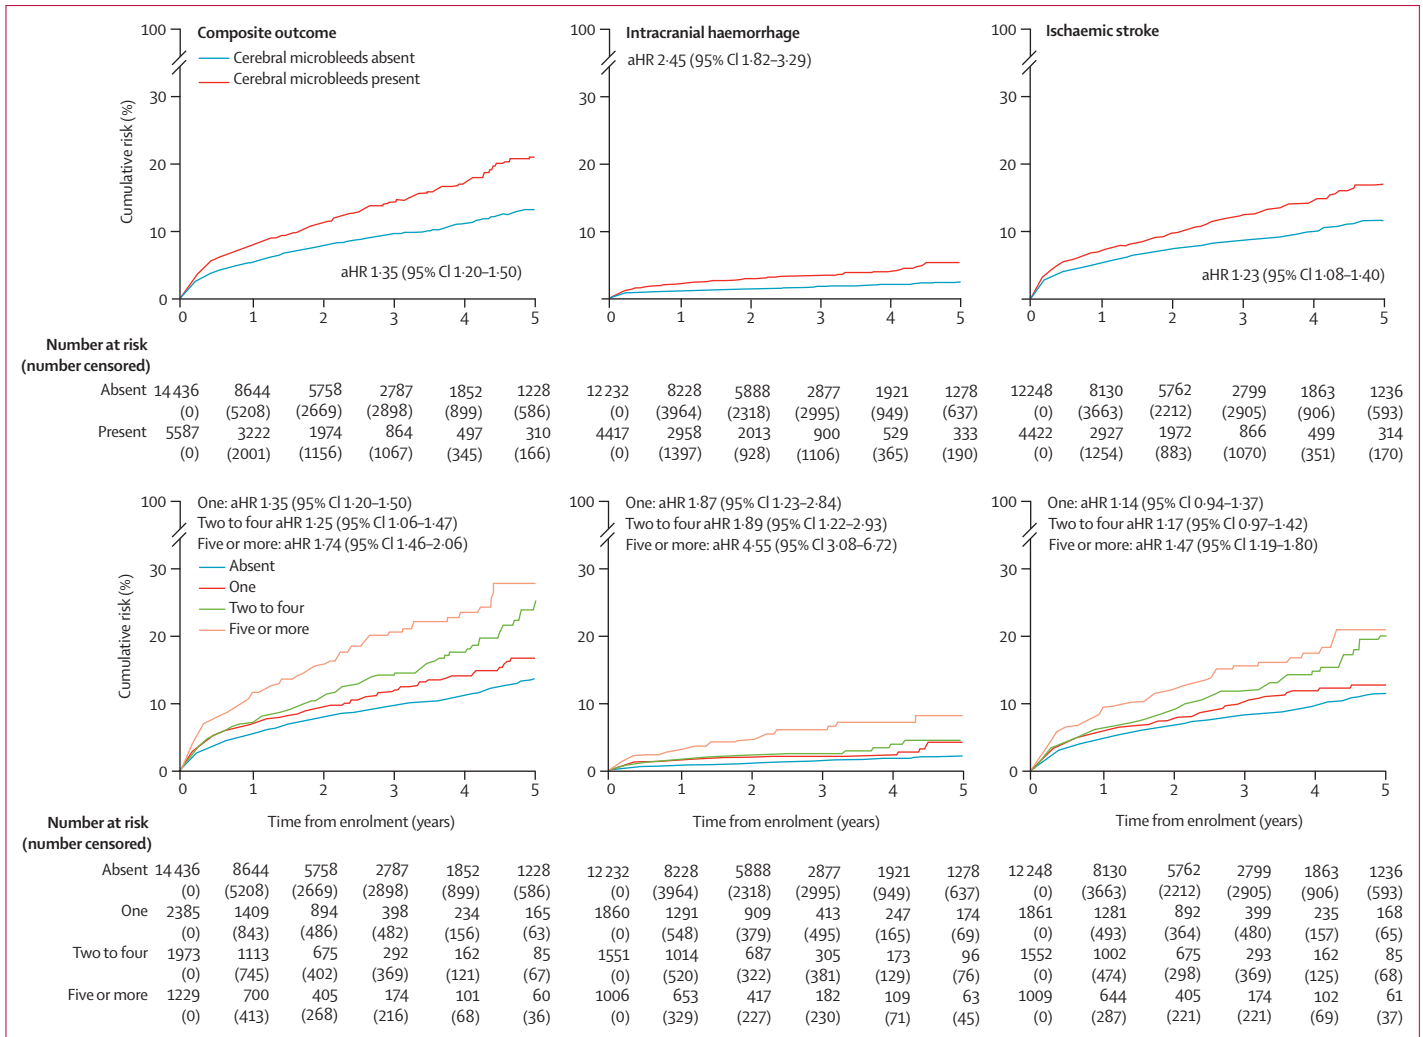 Composite outcome
Cerebral microbleeds absent
Cerebral microbleeds present
Cumulative risk (%)
100
30
20
10
0
aHR 1·35 (95% CI 1·20–1·50)
0 1 2 3 4 5
Intracranial haemorrhage
aHR 2·45 (95% CI 1·82–3·29)
100
30
20
10
0
0 1 2 3 4 5
Ischaemic stroke
100
30
20
10
0
aHR 1·23 (95% CI 1·08–1·40)
0 1 2 3 4 5
Number at risk
(number censored)
Absent 14 436 8644 5758 2787 1852 1228 12 232 8228 5888 2877 1921 1278 12 248 8130 5762 2799 1863 1236
(0) (5208) (2669) (2898) (899) (586) (0) (3964) (2318) (2995) (949) (637) (0) (3663) (2212) (2905) (906) (593)
Present 5587 3222 1974 864 497 310 4417 2958 2013 900 529 333 4422 2927 1972 866 499 314
(0) (2001) (1156) (1067) (345) (166) (0) (1397) (928) (1106) (365) (190) (0) (1254) (883) (1070) (351) (170)
One: aHR 1·35 (95% CI 1·20–1·50)
Two to four aHR 1·25 (95% CI 1·06–1·47)
Five or more: aHR 1·74 (95% CI 1·46–2·06)
Absent
One
Two to four
Five or more
Cumulative risk (%)
100
30
20
10
0
0 1 2 3 4 5
Time from enrolment (years)
One: aHR 1·87 (95% CI 1·23–2·84)
Two to four aHR 1·89 (95% CI 1·22–2·93)
Five or more: aHR 4·55 (95% CI 3·08–6·72)
100
30
20
10
0
0 1 2 3 4 5
Time from enrolment (years)
One: aHR 1·14 (95% CI 0·94–1·37)
Two to four aHR 1·17 (95% CI 0·97–1·42)
Five or more: aHR 1·47 (95% CI 1·19–1·80)
100
30
20
10
0
0 1 2 3 4 5
Time from enrolment (years)
Number at risk
(number censored)
Absent 14 436 8644 5758 2787 1852 1228 12 232 8228 5888 2877 1921 1278 12 248 8130 5762 2799 1863 1236
(0) (5208) (2669) (2898) (899) (586) (0) (3964) (2318) (2995) (949) (637) (0) (3663) (2212) (2905) (906) (593)
One 2385 1409 894 398 234 165 1860 1291 909 413 247 174 1861 1281 892 399 235 168
(0) (843) (486) (482) (156) (63) (0) (548) (379) (495) (165) (69) (0) (493) (364) (480) (157) (65)
Two to four 1973 1113 675 292 162 85 1551 1014 687 305 173 96 1552 1002 675 293 162 85
(0) (745) (402) (369) (121) (67) (0) (520) (322) (381) (129) (76) (0) (474) (298) (369) (125) (68)
Five or more 1229 700 405 174 101 60 1006 653 417 182 109 63 1009 644 405 174 102 61
(0) (413) (268) (216) (68) (36) (0) (329) (227) (230) (71) (45) (0) (287) (221) (221) (69) (37)